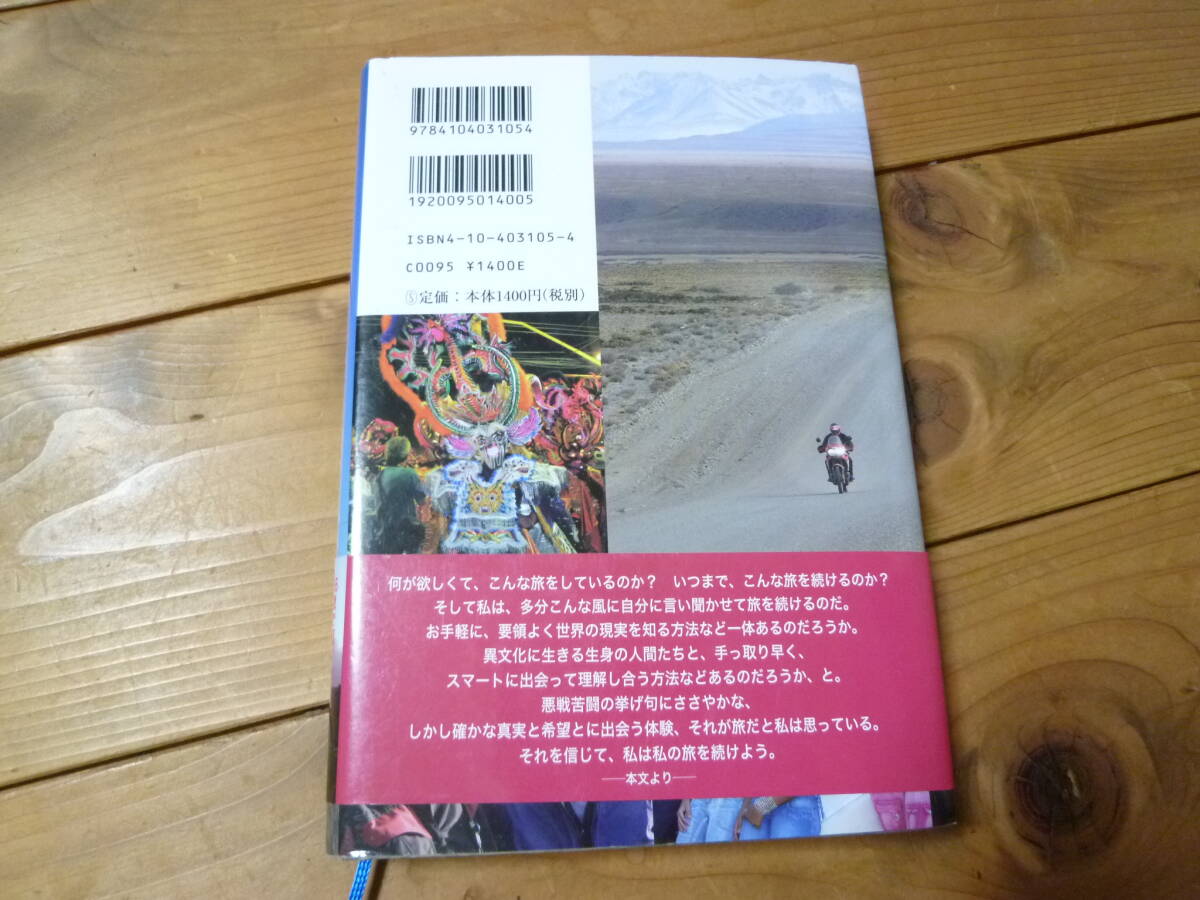 9784104031054
1920095014005
ISBN4-10-403105-4
C0095 ¥1400E
Ⓢ定価：本体1400円(税別)
何が欲しくて、こんな旅をしているのか？　いつまで、こんな旅を続けるのか？
そして私は、多分こんな風に自分に言い聞かせて旅を続けるのだ。
お手軽に、要領よく世界の現実を知る方法など一体あるのだろうか。
異文化に生きる生身の人間たちと、手っ取り早く、
スマートに出会って理解し合う方法などあるのだろうか、と。
悪戦苦闘の挙げ句にささやかな、
しかし確かな真実と希望とに出会う体験、それが旅だと私は思っている。
それを信じて、私は私の旅を続けよう。
──本文より──